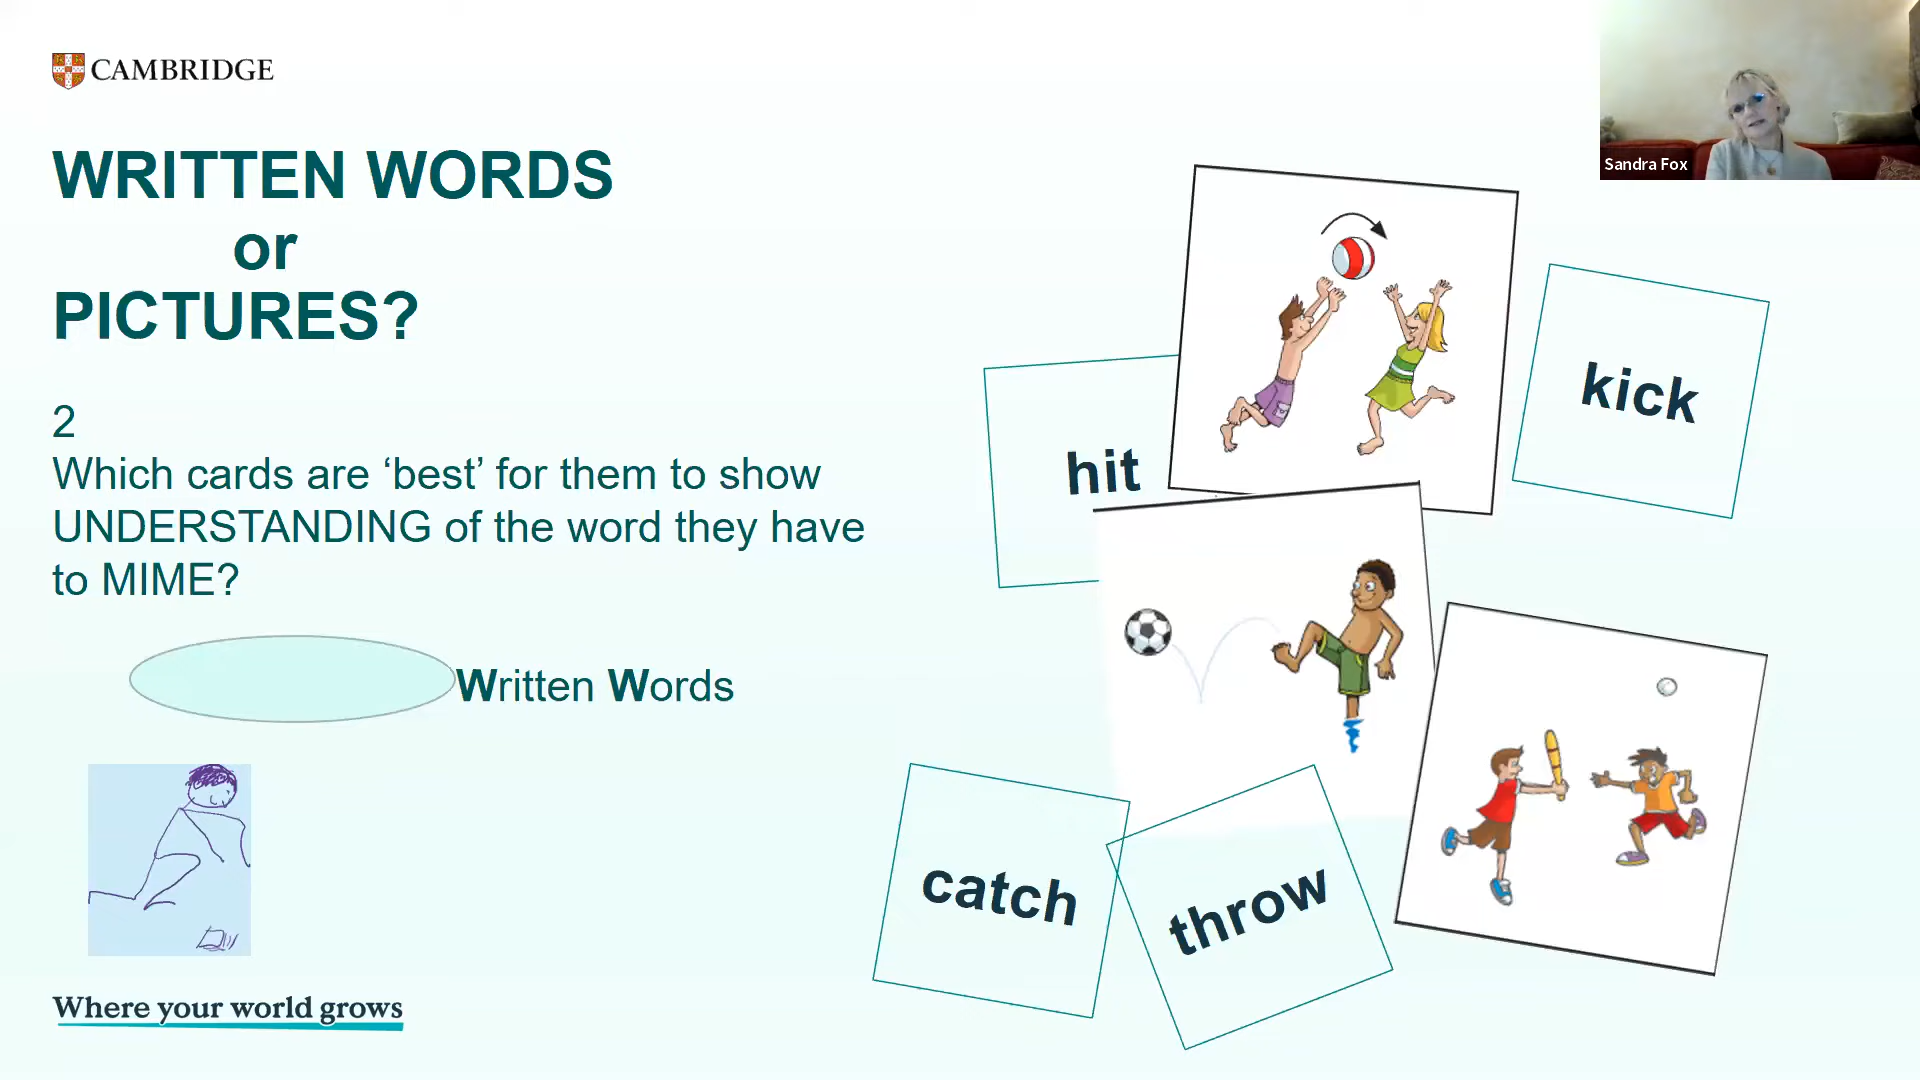 CAMBRIDGE
WRITTEN WORDS
or
PICTURES?
2
Which cards are ‘best’ for them to show
UNDERSTANDING of the word they have
to MIME?
Written Words
Where your world grows
hit
kick
catch
throw
Sandra Fox